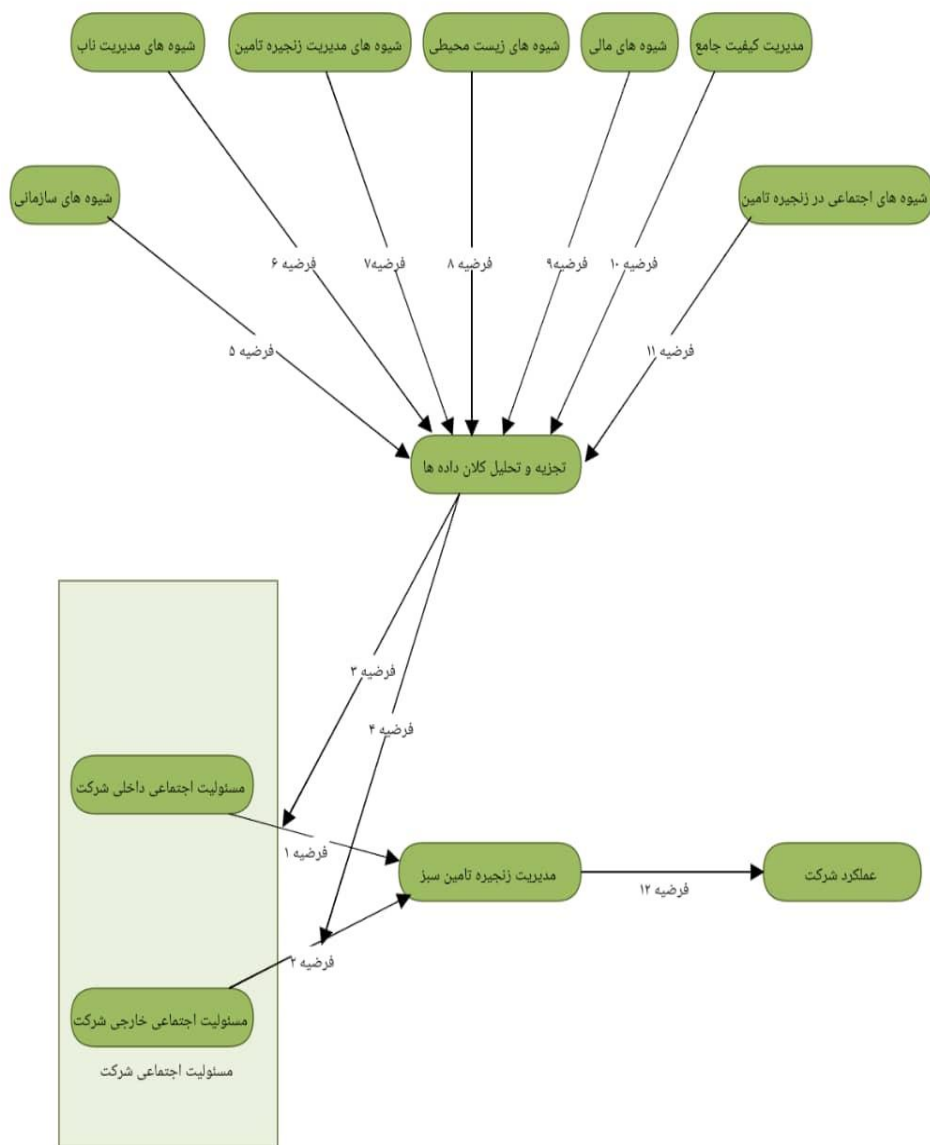 مدیریت کیفیت جامع
شیوه های مالی
شیوه های زیست محیطی
شیوه های مدیریت زنجیره تامین
شیوه های مدیریت ناب
شیوه های اجتماعی در زنجیره تامین
شیوه های سازمانی
فرضیه ۱۰
فرضیه۹
فرضیه ۸
فرضیه۷
فرضیه ۶
فرضیه ۱۱
فرضیه ۵
تجزیه و تحلیل کلان داده ها
فرضیه ۳
فرضیه ۴
مسئولیت اجتماعی داخلی شرکت
فرضیه ۱
عملکرد شرکت
مدیریت زنجیره تامین سبز
فرضیه ۱۲
فرضیه ۲
مسئولیت اجتماعی خارجی شرکت
مسئولیت اجتماعی شرکت